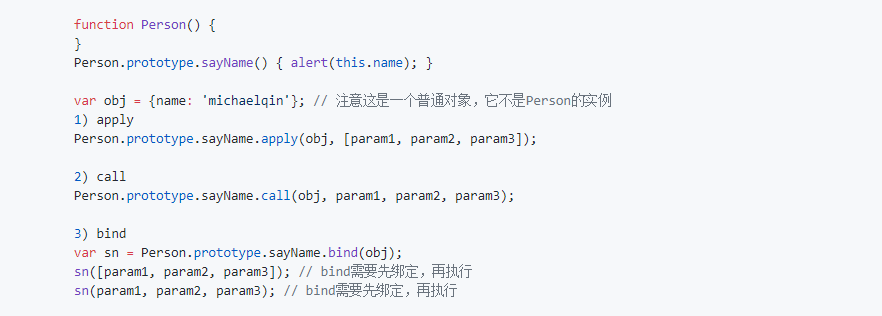 function Person() {
}
Person.prototype.sayName() { alert(this.name); }
var obj = {name: 'michaelqin'}; // 注意这是一个普通对象，它不是Person的实例
1) apply
Person.prototype.sayName.apply(obj, [param1, param2, param3]);
2) call
Person.prototype.sayName.call(obj, param1, param2, param3);
3) bind
var sn = Person.prototype.sayName.bind(obj);
sn([param1, param2, param3]); // bind需要先绑定，再执行
sn(param1, param2, param3); // bind需要先绑定，再执行